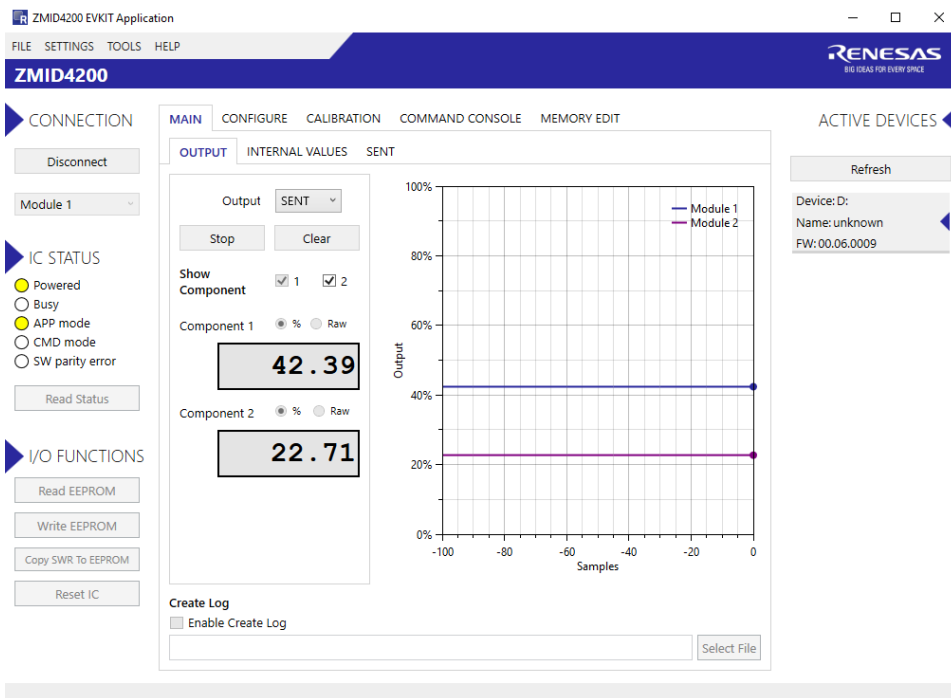 ZMID4200 EVKIT Application
FILE SETTINGS TOOLS HELP
RENESAS
BIG IDEAS FOR EVERY SPACE
ZMID4200
CONNECTION
Disconnect
Module 1
IC STATUS
Powered
Busy
APP mode
CMD mode
SW parity error
Read Status
I/O FUNCTIONS
Read EEPROM
Write EEPROM
Copy SWR To EEPROM
Reset IC
MAIN CONFIGURE CALIBRATION COMMAND CONSOLE MEMORY EDIT
OUTPUT INTERNAL VALUES SENT
Output SENT
Stop Clear
Show
Component 1 2
Component 1 % Raw
42.39
Component 2 % Raw
22.71
100%
80%
60%
40%
20%
0%
Output
Module 1
Module 2
-100 -80 -60 -40 -20 0
Samples
Create Log
Enable Create Log
Select File
ACTIVE DEVICES
Refresh
Device: D:
Name: unknown
FW: 00.06.0009